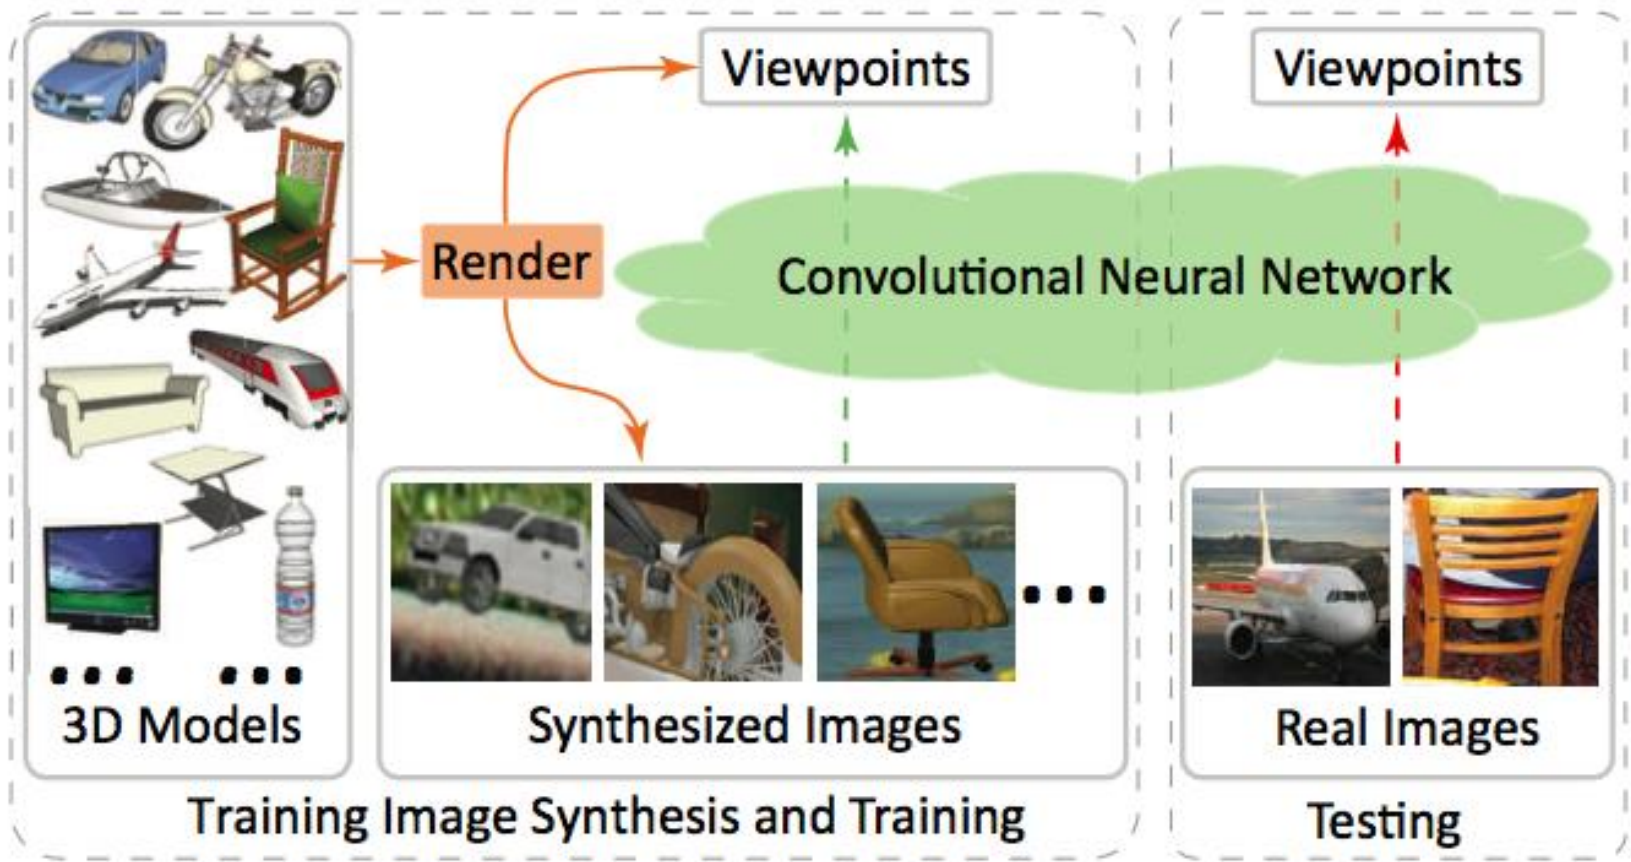 Viewpoints
Viewpoints
Render
Convolutional Neural Network
3D Models
Synthesized Images
Real Images
Training Image Synthesis and Training
Testing